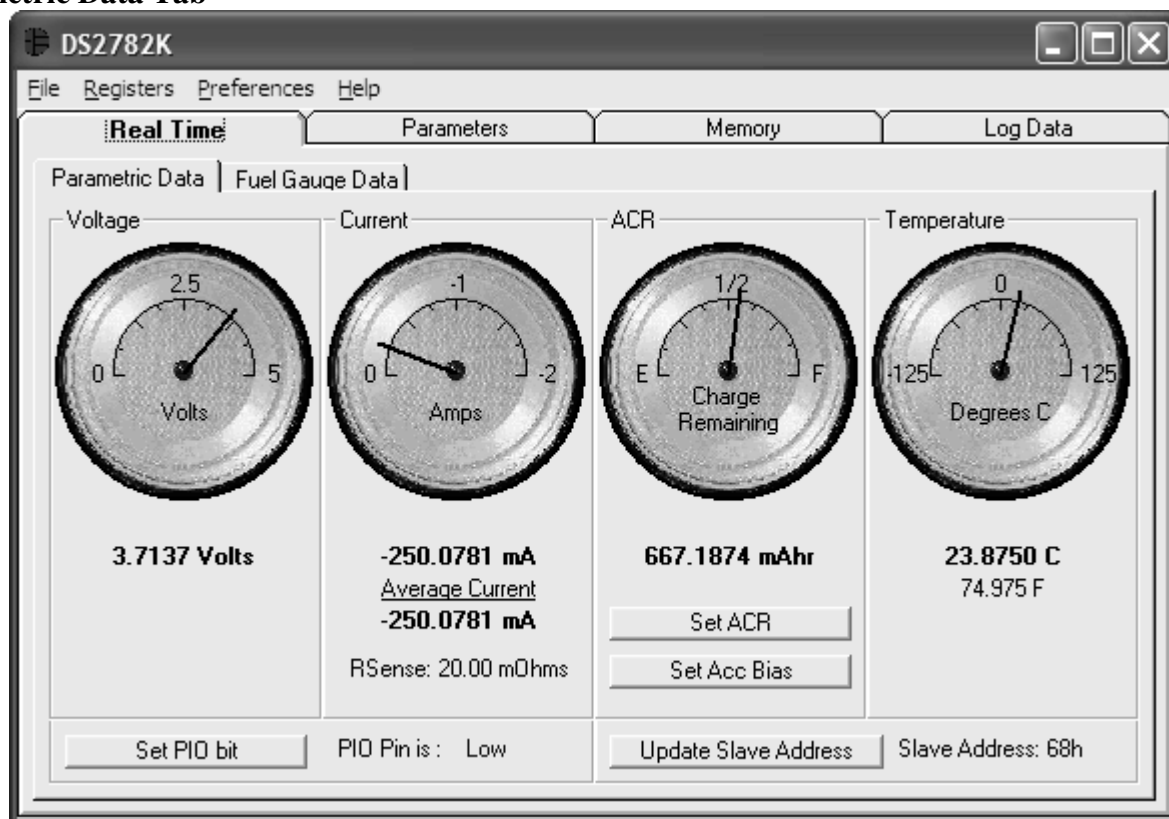 DS2782K
File Registers Preferences Help
Real Time Parameters Memory Log Data
Parametric Data Fuel Gauge Data
Voltage Current ACR Temperature
2.5 -1 1/2 0
0 5 0 -2 E F -125 125
Volts Amps Charge Remaining Degrees C
3.7137 Volts -250.0781 mA 667.1874 mAhr 23.8750 C
Average Current 74.975 F
-250.0781 mA Set ACR
RSense: 20.00 mOhms Set Acc Bias
Set PIO bit PIO Pin is : Low Update Slave Address Slave Address: 68h